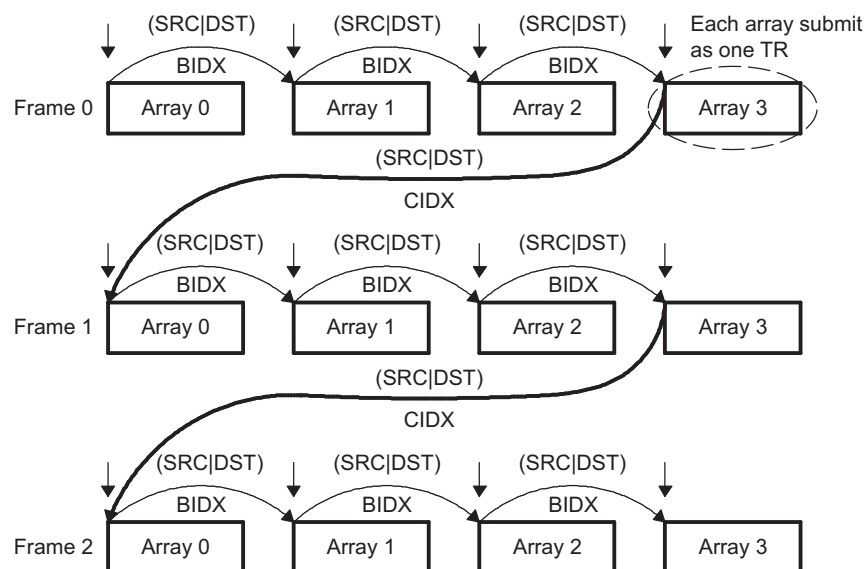 (SRC|DST) (SRC|DST) (SRC|DST) Each array submit
as one TR
BIDX BIDX BIDX
Frame 0 Array 0 Array 1 Array 2 Array 3
(SRC|DST)
CIDX
(SRC|DST) (SRC|DST) (SRC|DST)
BIDX BIDX BIDX
Frame 1 Array 0 Array 1 Array 2 Array 3
(SRC|DST)
CIDX
(SRC|DST) (SRC|DST) (SRC|DST)
BIDX BIDX BIDX
Frame 2 Array 0 Array 1 Array 2 Array 3